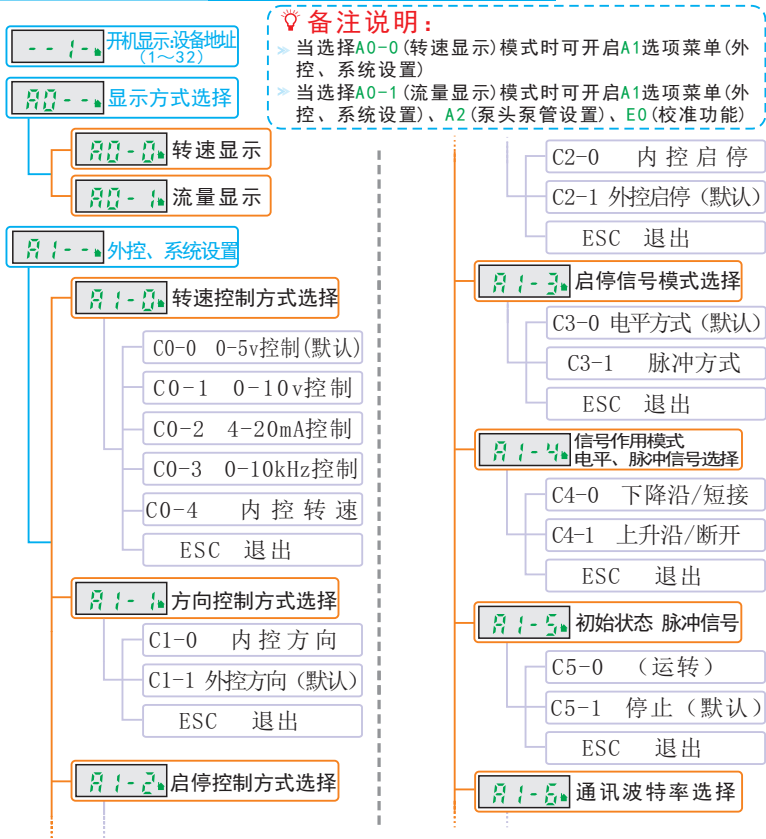 备注说明：
当选择A0-0(转速显示)模式时可开启A1选项菜单(外
控、系统设置)
当选择A0-1(流量显示)模式时可开启A1选项菜单(外
控、系统设置)、A2(泵头泵管设置)、E0(校准功能)
--1- 开机显示:设备地址
(1～32)
A0-- 显示方式选择
A0-0 转速显示
A0-1 流量显示
A1-- 外控、系统设置
A1-0 转速控制方式选择
C0-0 0-5v控制(默认)
C0-1 0-10v控制
C0-2 4-20mA控制
C0-3 0-10kHz控制
C0-4 内控转速
ESC 退出
A1-1 方向控制方式选择
C1-0 内控方向
C1-1 外控方向（默认）
ESC 退出
A1-2 启停控制方式选择
C2-0 内控启停
C2-1 外控启停（默认）
ESC 退出
A1-3 启停信号模式选择
C3-0 电平方式（默认）
C3-1 脉冲方式
ESC 退出
A1-4 信号作用模式
电平、脉冲信号选择
C4-0 下降沿/短接
C4-1 上升沿/断开
ESC 退出
A1-5 初始状态 脉冲信号
C5-0 （运转）
C5-1 停止（默认）
ESC 退出
A1-6 通讯波特率选择